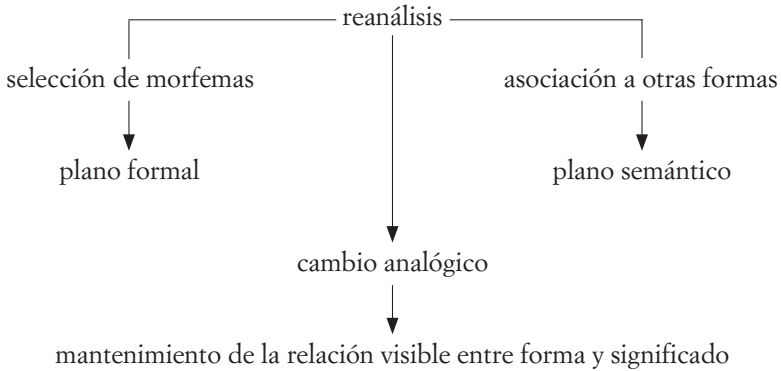 reanálisis
selección de morfemas
asociación a otras formas
plano formal
plano semántico
cambio analógico
mantenimiento de la relación visible entre forma y significado